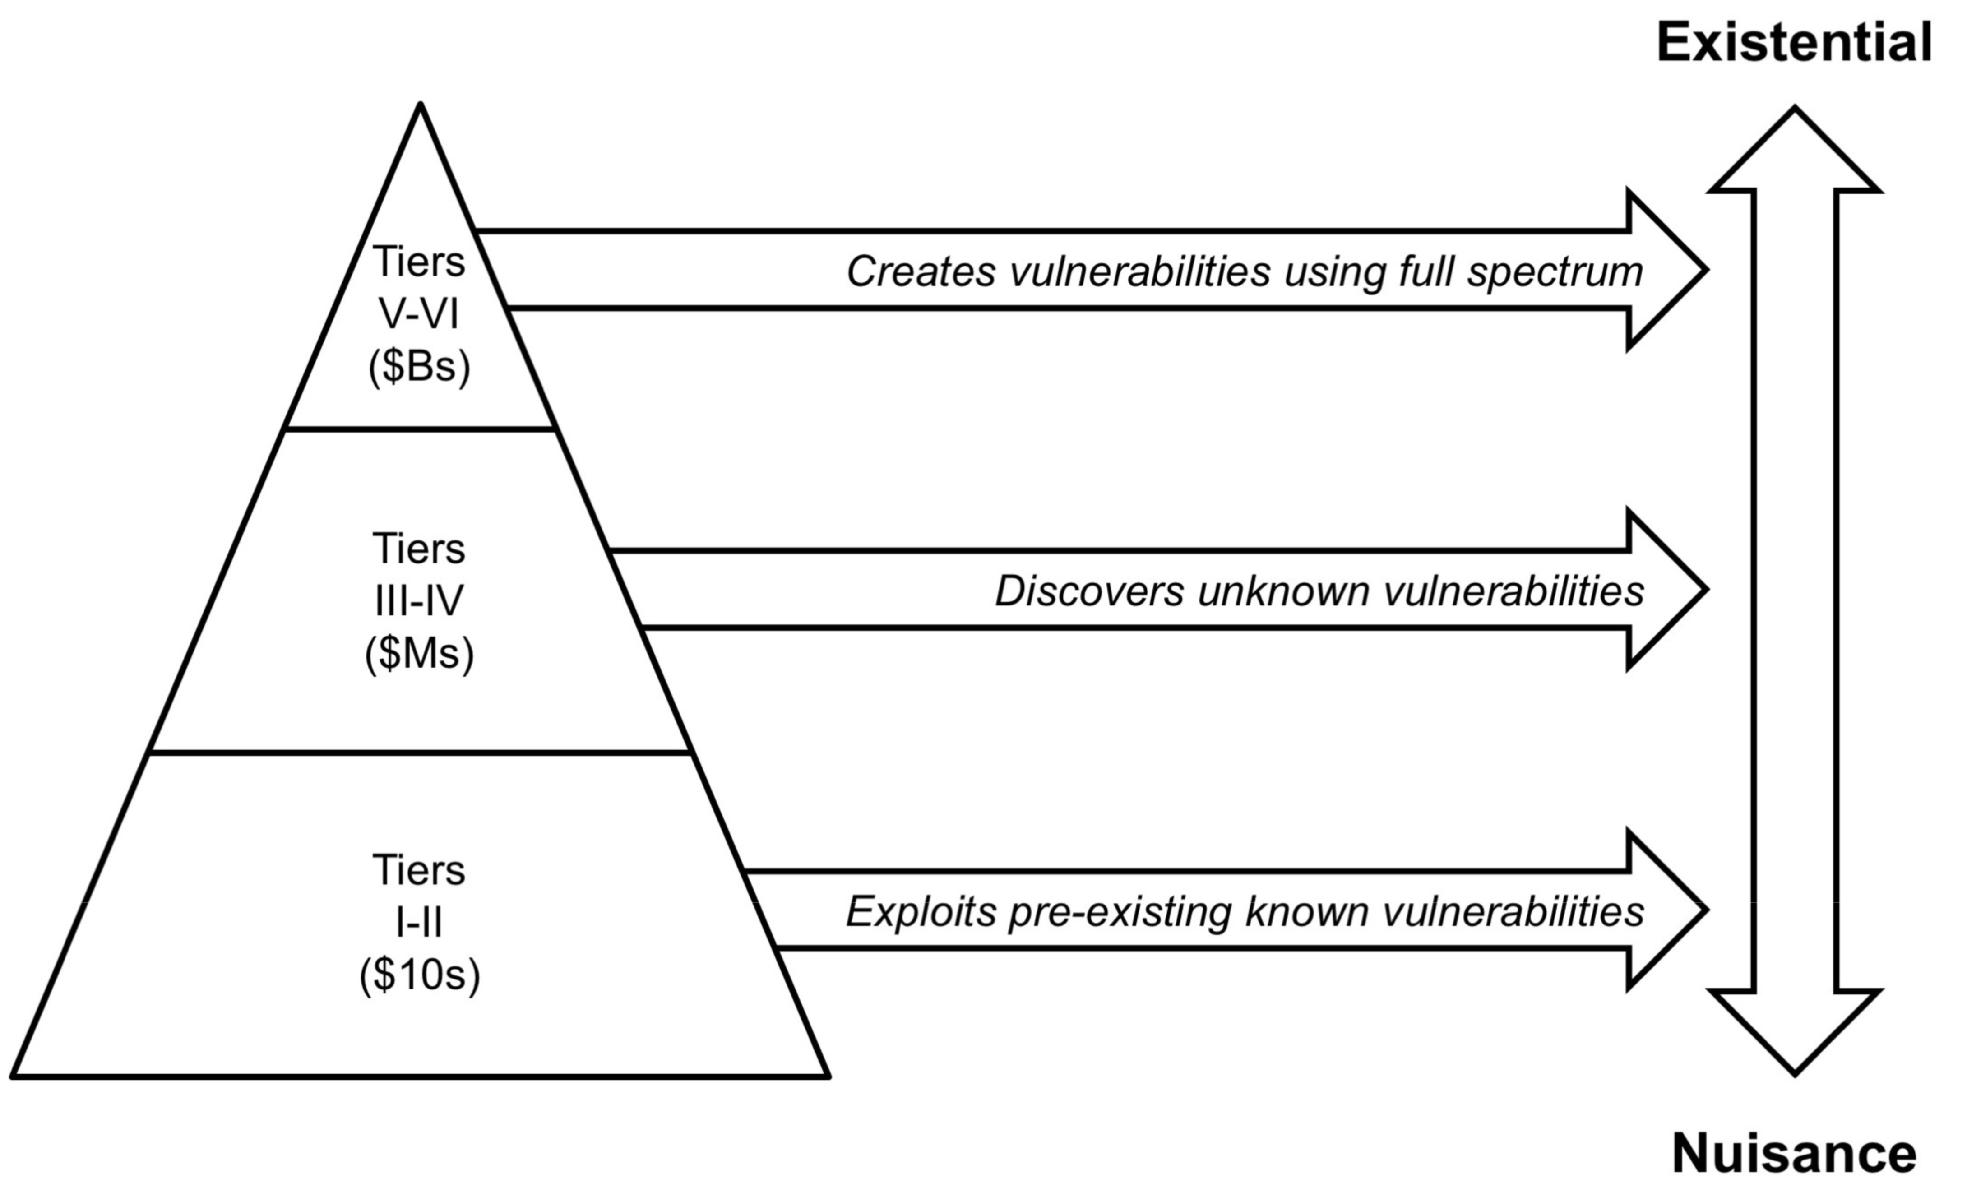 Existential
Tiers
V-VI
($Bs)
Creates vulnerabilities using full spectrum
Tiers
III-IV
($Ms)
Discovers unknown vulnerabilities
Tiers
I-II
($10s)
Exploits pre-existing known vulnerabilities
Nuisance